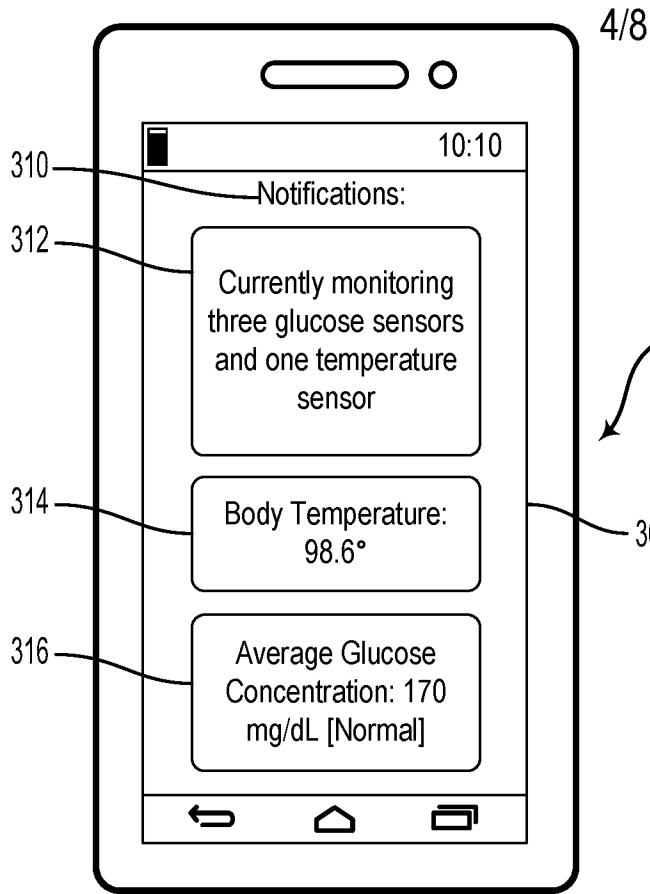 4/8
10:10
310
Notifications:
312
Currently monitoring
three glucose sensors
and one temperature
sensor
314
Body Temperature:
98.6°
316
Average Glucose
Concentration: 170
mg/dL [Normal]